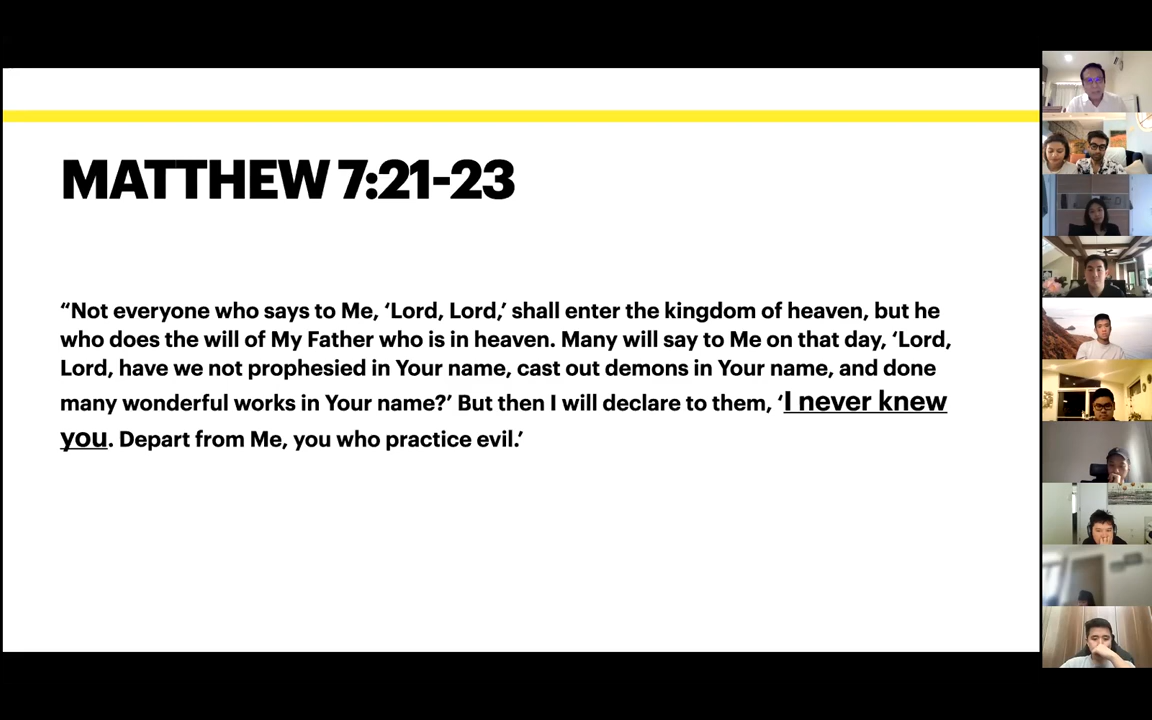 MATTHEW 7:21-23
“Not everyone who says to Me, ‘Lord, Lord,’ shall enter the kingdom of heaven, but he
who does the will of My Father who is in heaven. Many will say to Me on that day, ‘Lord,
Lord, have we not prophesied in Your name, cast out demons in Your name, and done
many wonderful works in Your name?’ But then I will declare to them, ‘I never knew
you. Depart from Me, you who practice evil.’